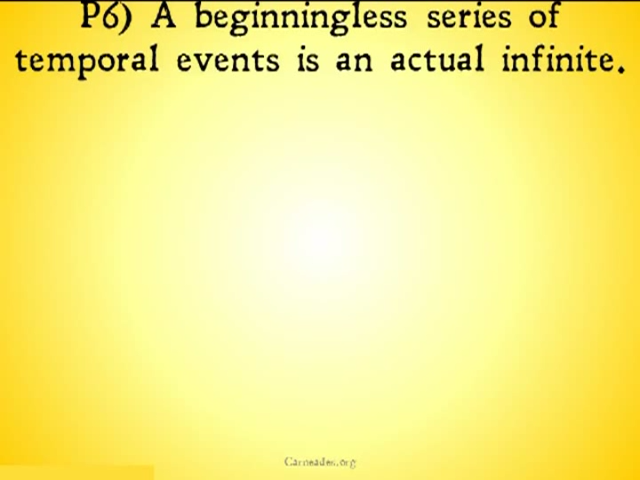 P6) A beginningless series of
temporal events is an actual infinite.
Carneades.org